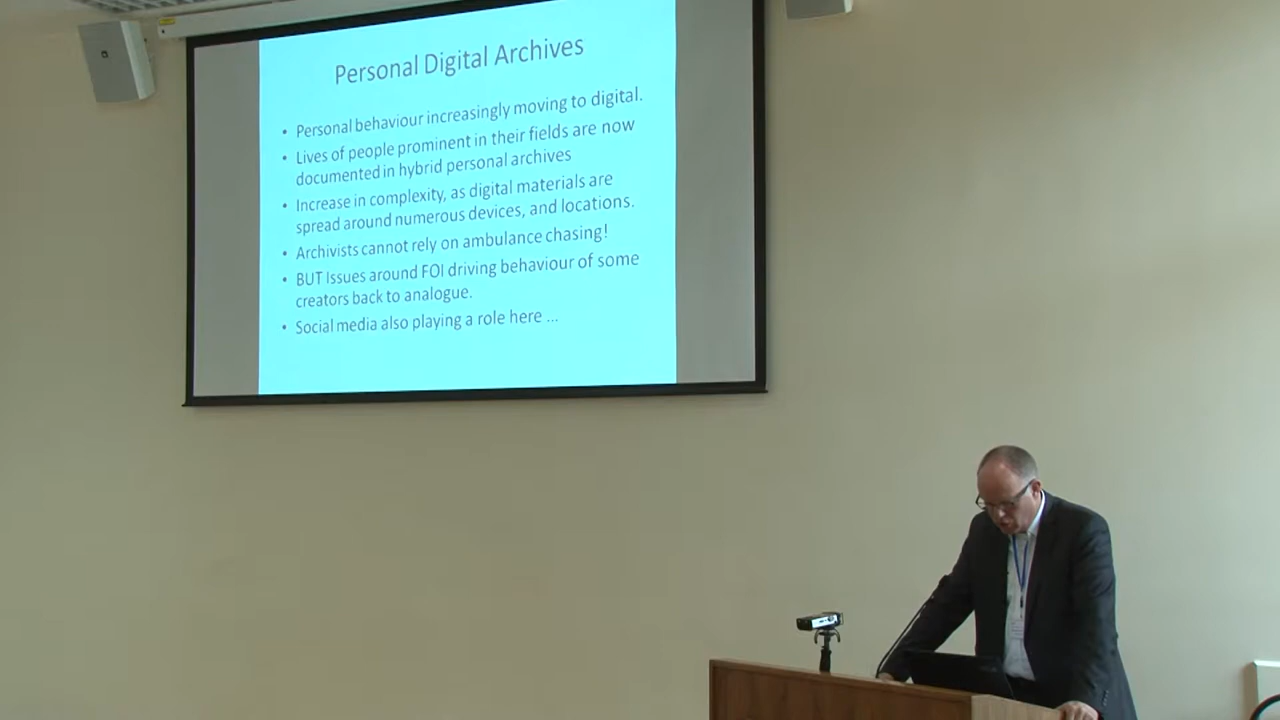 Personal Digital Archives
• Personal behaviour increasingly moving to digital.
• Lives of people prominent in their fields are now
documented in hybrid personal archives
• Increase in complexity, as digital materials are
spread around numerous devices, and locations.
• Archivists cannot rely on ambulance chasing!
• BUT Issues around FOI driving behaviour of some
creators back to analogue.
• Social media also playing a role here ...